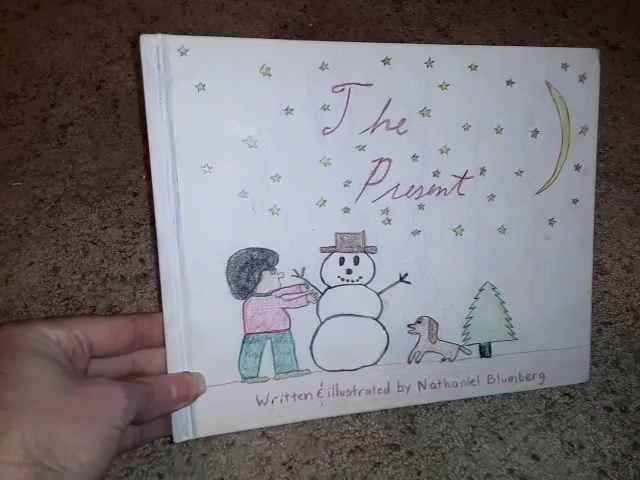 The
Present
Written & illustrated by Nathaniel Blumberg